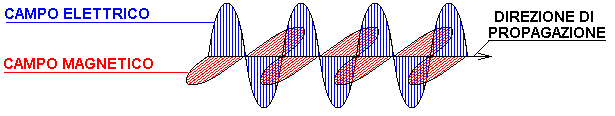 CAMPO ELETTRICO
CAMPO MAGNETICO
DIREZIONE DI
PROPAGAZIONE